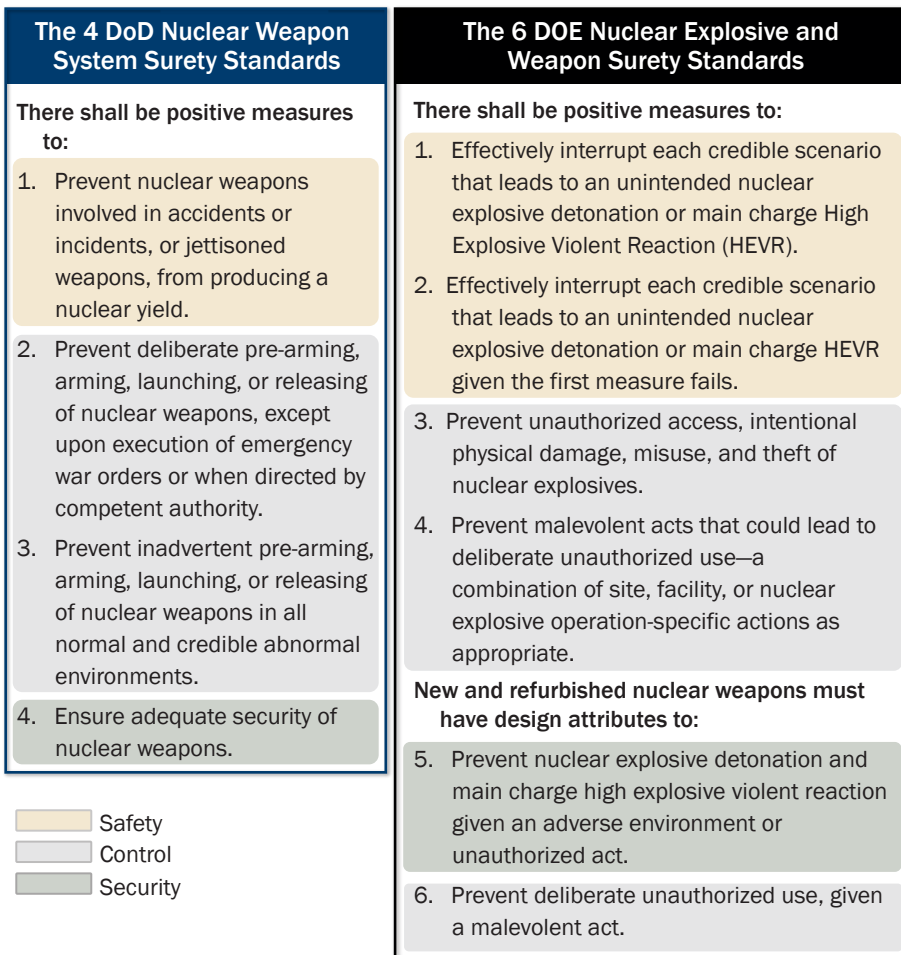 The 4 DoD Nuclear Weapon
System Surety Standards
There shall be positive measures
to:
1. Prevent nuclear weapons
involved in accidents or
incidents, or jettisoned
weapons, from producing a
nuclear yield.
2. Prevent deliberate pre-arming,
arming, launching, or releasing
of nuclear weapons, except
upon execution of emergency
war orders or when directed by
competent authority.
3. Prevent inadvertent pre-arming,
arming, launching, or releasing
of nuclear weapons in all
normal and credible abnormal
environments.
4. Ensure adequate security of
nuclear weapons.
Safety
Control
Security
The 6 DOE Nuclear Explosive and
Weapon Surety Standards
There shall be positive measures to:
1. Effectively interrupt each credible scenario
that leads to an unintended nuclear
explosive detonation or main charge High
Explosive Violent Reaction (HEVR).
2. Effectively interrupt each credible scenario
that leads to an unintended nuclear
explosive detonation or main charge HEVR
given the first measure fails.
3. Prevent unauthorized access, intentional
physical damage, misuse, and theft of
nuclear explosives.
4. Prevent malevolent acts that could lead to
deliberate unauthorized use—a
combination of site, facility, or nuclear
explosive operation-specific actions as
appropriate.
New and refurbished nuclear weapons must
have design attributes to:
5. Prevent nuclear explosive detonation and
main charge high explosive violent reaction
given an adverse environment or
unauthorized act.
6. Prevent deliberate unauthorized use, given
a malevolent act.